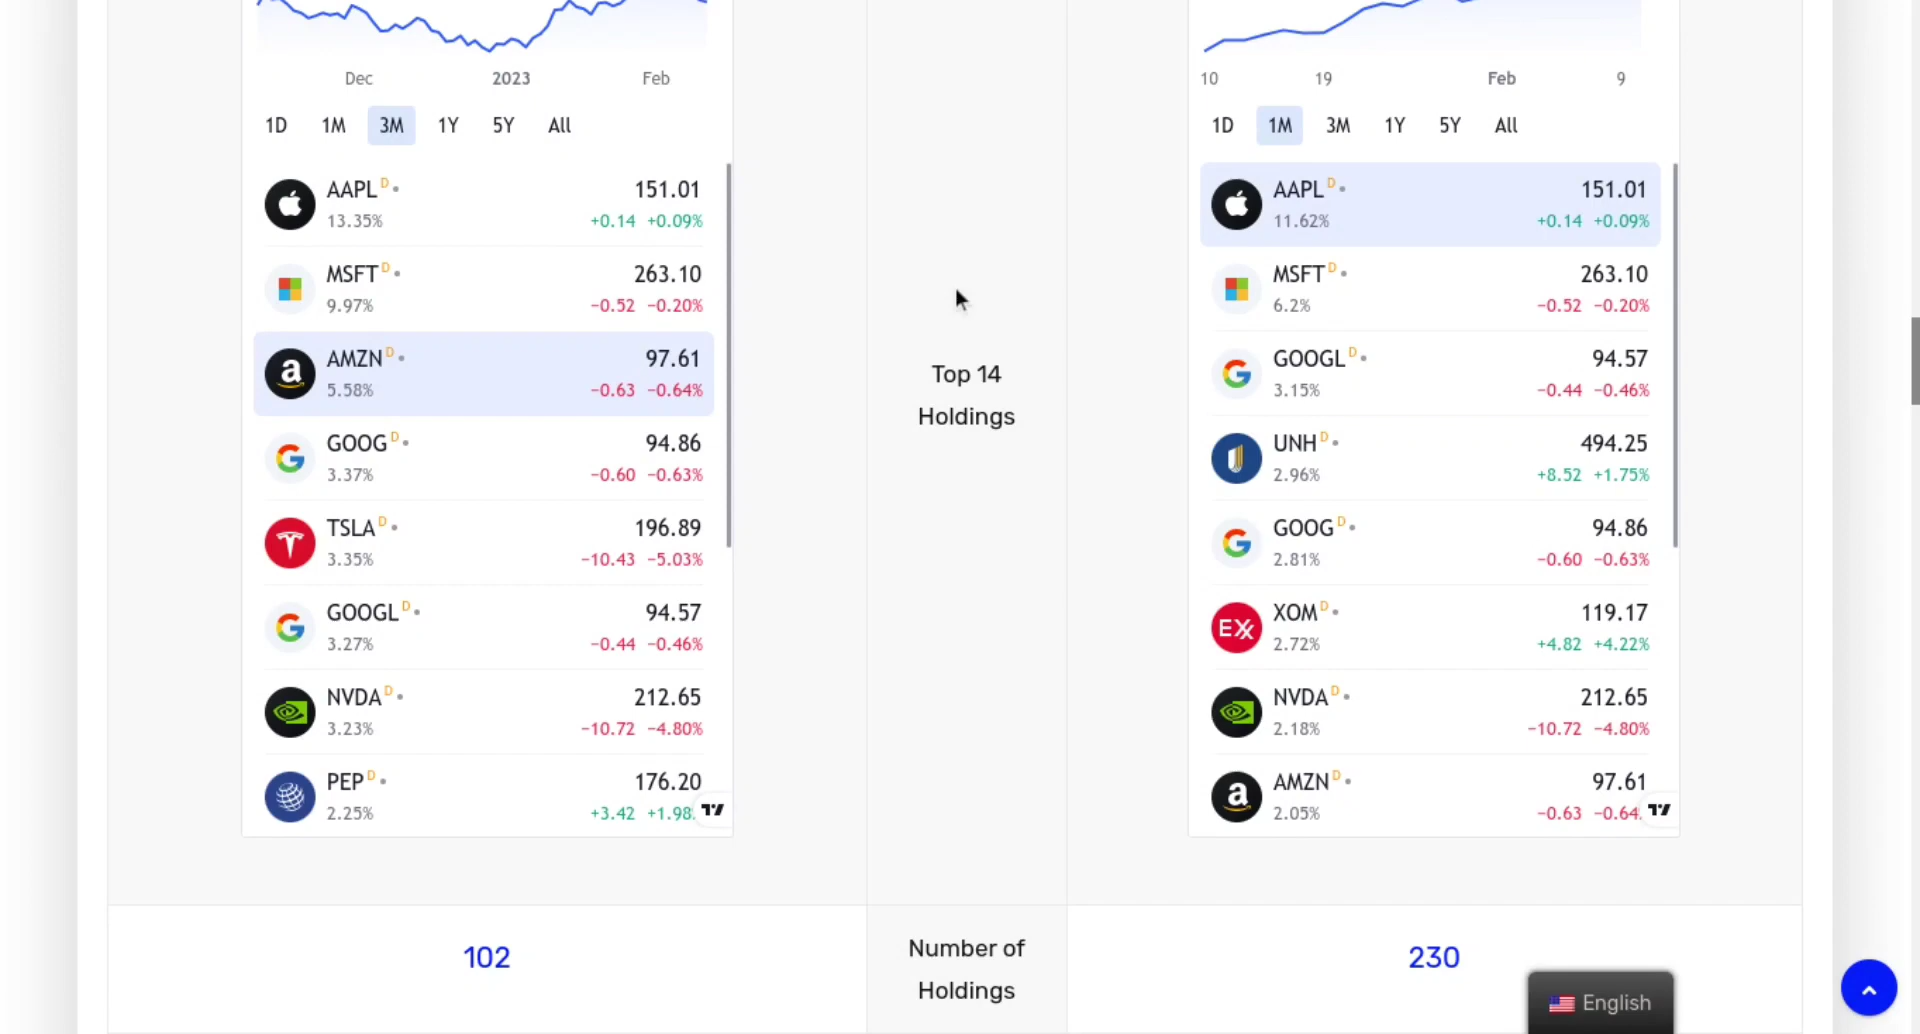 Dec 2023 Feb
1D 1M 3M 1Y 5Y All
AAPL D 151.01
13.35% +0.14 +0.09%
MSFT D 263.10
9.97% −0.52 −0.20%
AMZN D 97.61
5.58% −0.63 −0.64%
GOOG D 94.86
3.37% −0.60 −0.63%
TSLA D 196.89
3.35% −10.43 −5.03%
GOOGL D 94.57
3.27% −0.44 −0.46%
NVDA D 212.65
3.23% −10.72 −4.80%
PEP D 176.20
2.25% +3.42 +1.98
Top 14
Holdings
10 19 Feb 9
1D 1M 3M 1Y 5Y All
AAPL D 151.01
11.62% +0.14 +0.09%
MSFT D 263.10
6.2% −0.52 −0.20%
GOOGL D 94.57
3.15% −0.44 −0.46%
UNH D 494.25
2.96% +8.52 +1.75%
GOOG D 94.86
2.81% −0.60 −0.63%
EX XOM D 119.17
2.72% +4.82 +4.22%
NVDA D 212.65
2.18% −10.72 −4.80%
AMZN D 97.61
2.05% −0.63 −0.64
102
Number of
Holdings
230
English